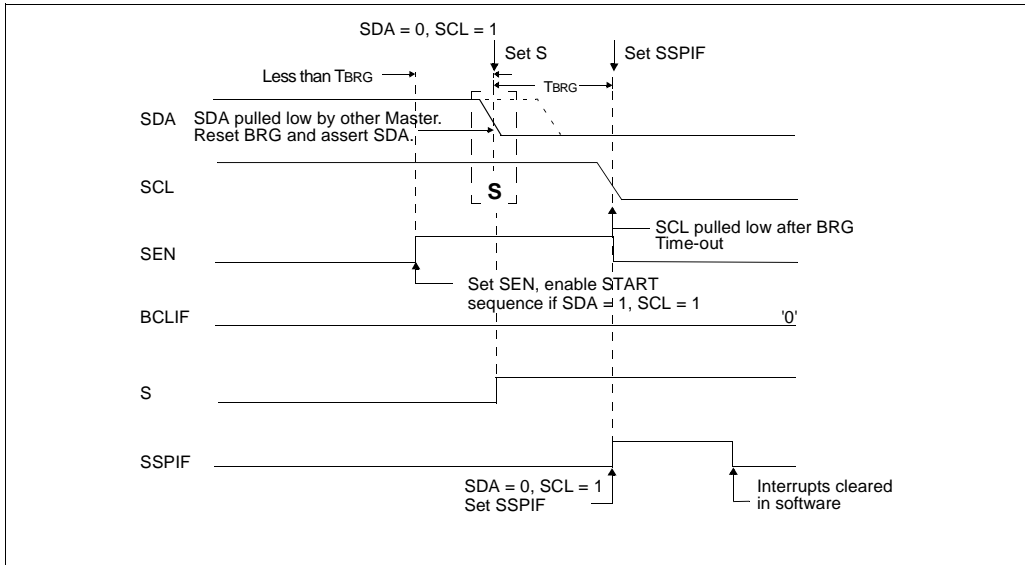 SDA = 0, SCL = 1
Set S
Set SSPIF
Less than TBRG
TBRG
SDA
SDA pulled low by other Master.
Reset BRG and assert SDA.
SCL
S
SCL pulled low after BRG
Time-out
SEN
Set SEN, enable START
sequence if SDA = 1, SCL = 1
BCLIF
'0'
S
SSPIF
SDA = 0, SCL = 1
Set SSPIF
Interrupts cleared
in software